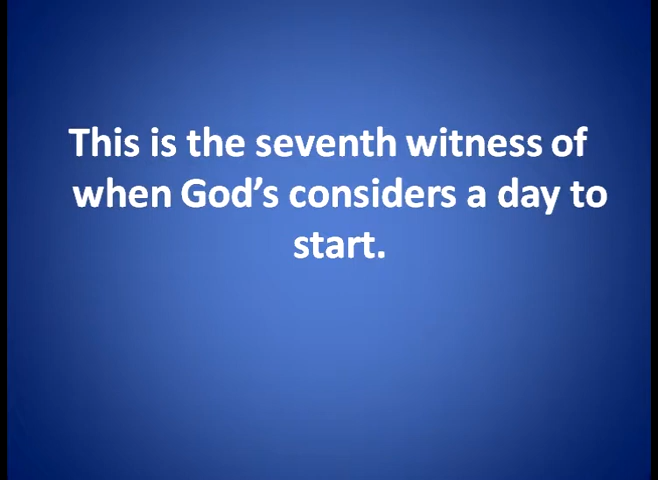 This is the seventh witness of
when God’s considers a day to
start.